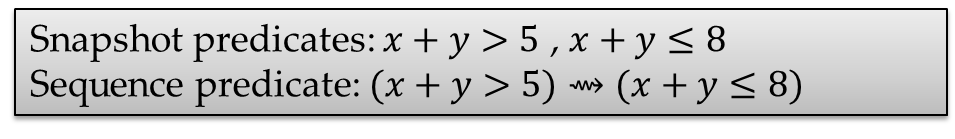 Snapshot predicates: x + y > 5 , x + y ≤ 8
Sequence predicate: (x + y > 5) ⇝ (x + y ≤ 8)